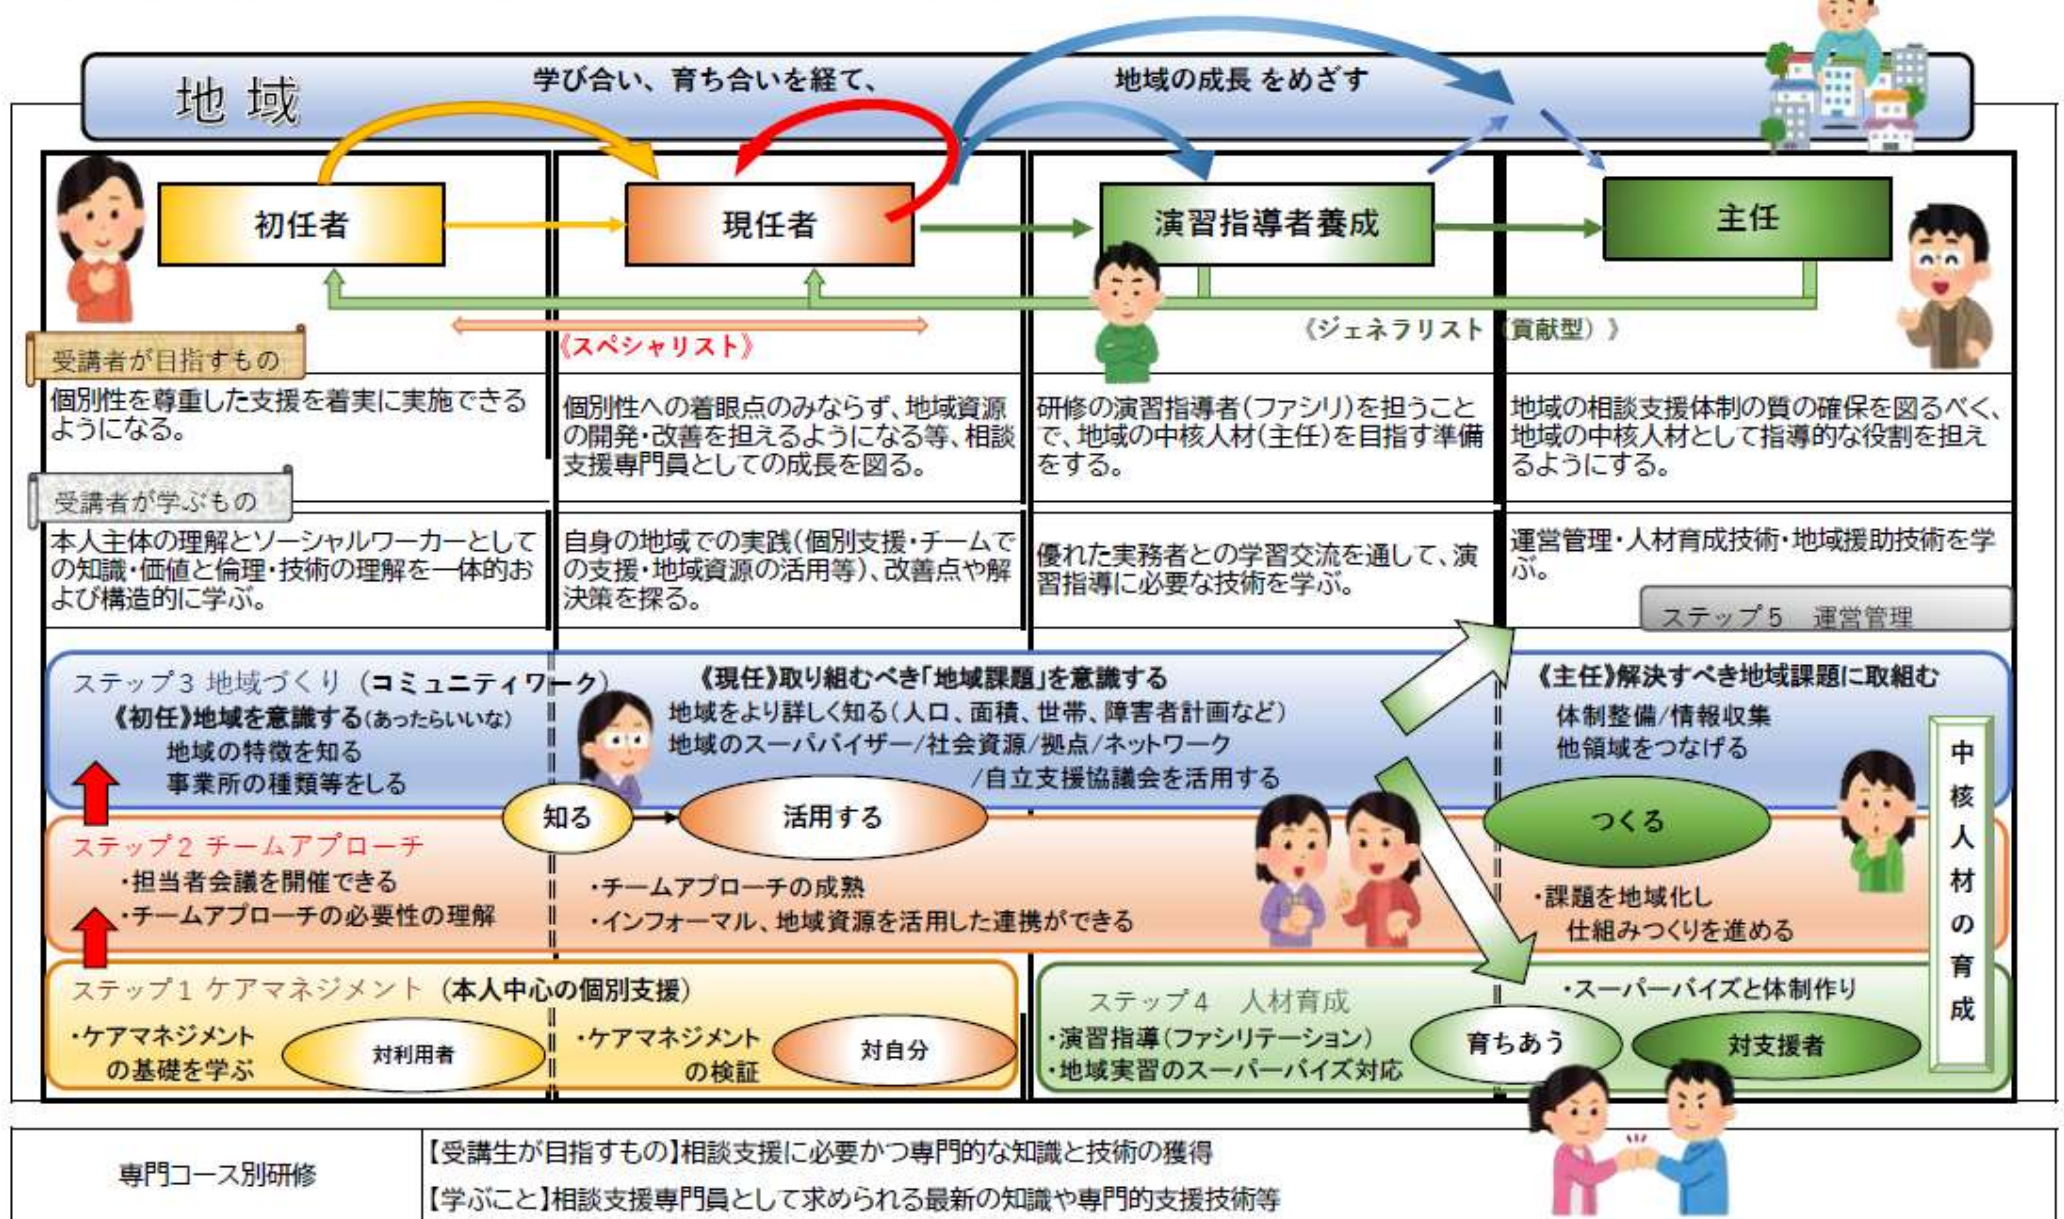 地域
学び合い、育ち合いを経て、
地域の成長 をめざす
初任者
現任者
演習指導者養成
主任
《スペシャリスト》
《ジェネラリスト（貢献型）》
受講者が目指すもの
個別性を尊重した支援を着実に実施できる
ようになる。
個別性への着眼点のみならず、地域資源
の開発・改善を担えるようになる等、相談
支援専門員としての成長を図る。
研修の演習指導者（ファシリ）を担うこと
で、地域の中核人材（主任）を目指す準備
をする。
地域の相談支援体制の質の確保を図るべく、
地域の中核人材として指導的な役割を担え
るようにする。
受講者が学ぶもの
本人主体の理解とソーシャルワーカーとして
の知識・価値と倫理・技術の理解を一体的お
よび構造的に学ぶ。
自身の地域での実践（個別支援・チームで
の支援・地域資源の活用等）、改善点や解
決策を探る。
優れた実務者との学習交流を通して、演
習指導に必要な技術を学ぶ。
運営管理・人材育成技術・地域援助技術を学
ぶ。
ステップ５　運営管理
ステップ３ 地域づくり（コミュニティワーク）
《初任》地域を意識する（あったらいいな）
地域の特徴を知る
事業所の種類等をしる
《現任》取り組むべき「地域課題」を意識する
地域をより詳しく知る（人口、面積、世帯、障害者計画など）
地域のスーパバイザー/社会資源/拠点/ネットワーク
/自立支援協議会を活用する
《主任》解決すべき地域課題に取組む
体制整備/情報収集
他領域をつなげる
知る
活用する
つくる
中核人材の育成
ステップ２ チームアプローチ
・担当者会議を開催できる
・チームアプローチの必要性の理解
・チームアプローチの成熟
・インフォーマル、地域資源を活用した連携ができる
・課題を地域化し
仕組みつくりを進める
ステップ１ ケアマネジメント（本人中心の個別支援）
・ケアマネジメント
の基礎を学ぶ
対利用者
・ケアマネジメント
の検証
対自分
ステップ４　人材育成
・演習指導（ファシリテーション）
・地域実習のスーパーバイズ対応
育ちあう
・スーパーバイズと体制作り
対支援者
専門コース別研修
【受講生が目指すもの】相談支援に必要かつ専門的な知識と技術の獲得
【学ぶこと】相談支援専門員として求められる最新の知識や専門的支援技術等